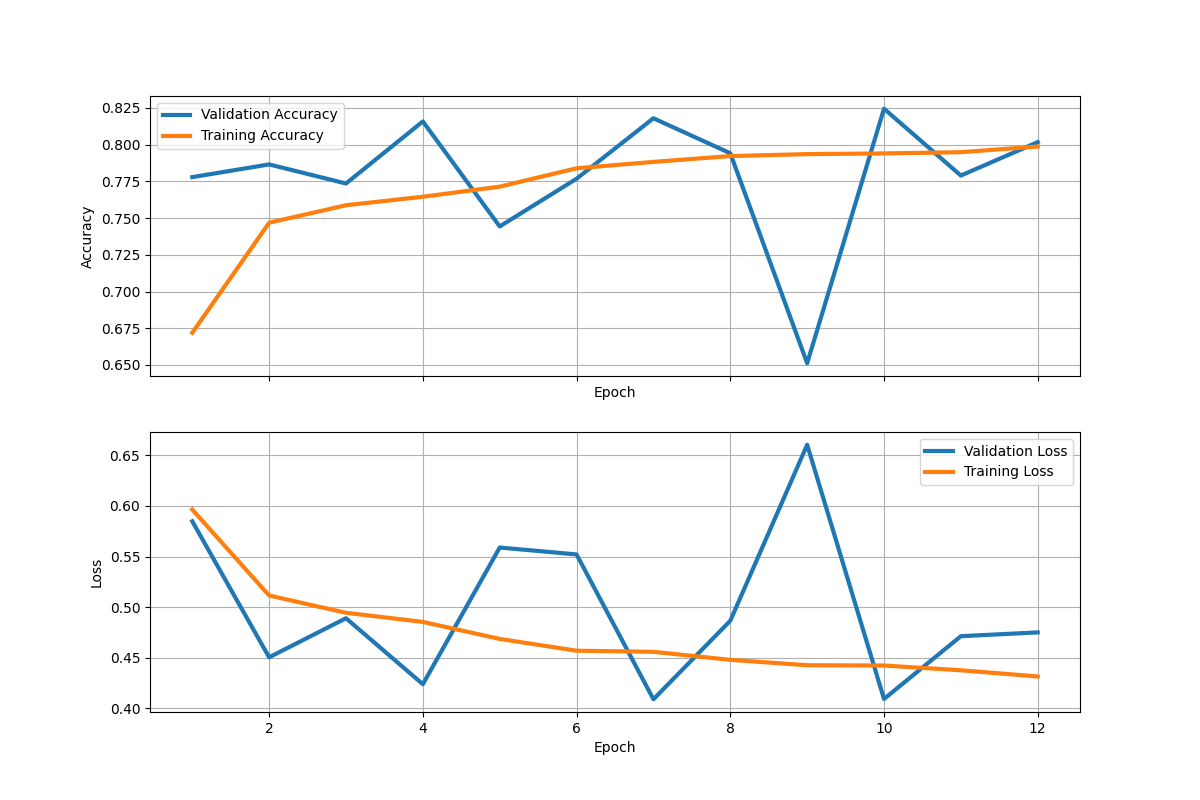 0.825
0.800
0.775
0.750
0.725
0.700
0.675
0.650
Accuracy
Validation Accuracy
Training Accuracy
Epoch
0.65
0.60
0.55
0.50
0.45
0.40
Loss
Validation Loss
Training Loss
2 4 6 8 10 12
Epoch